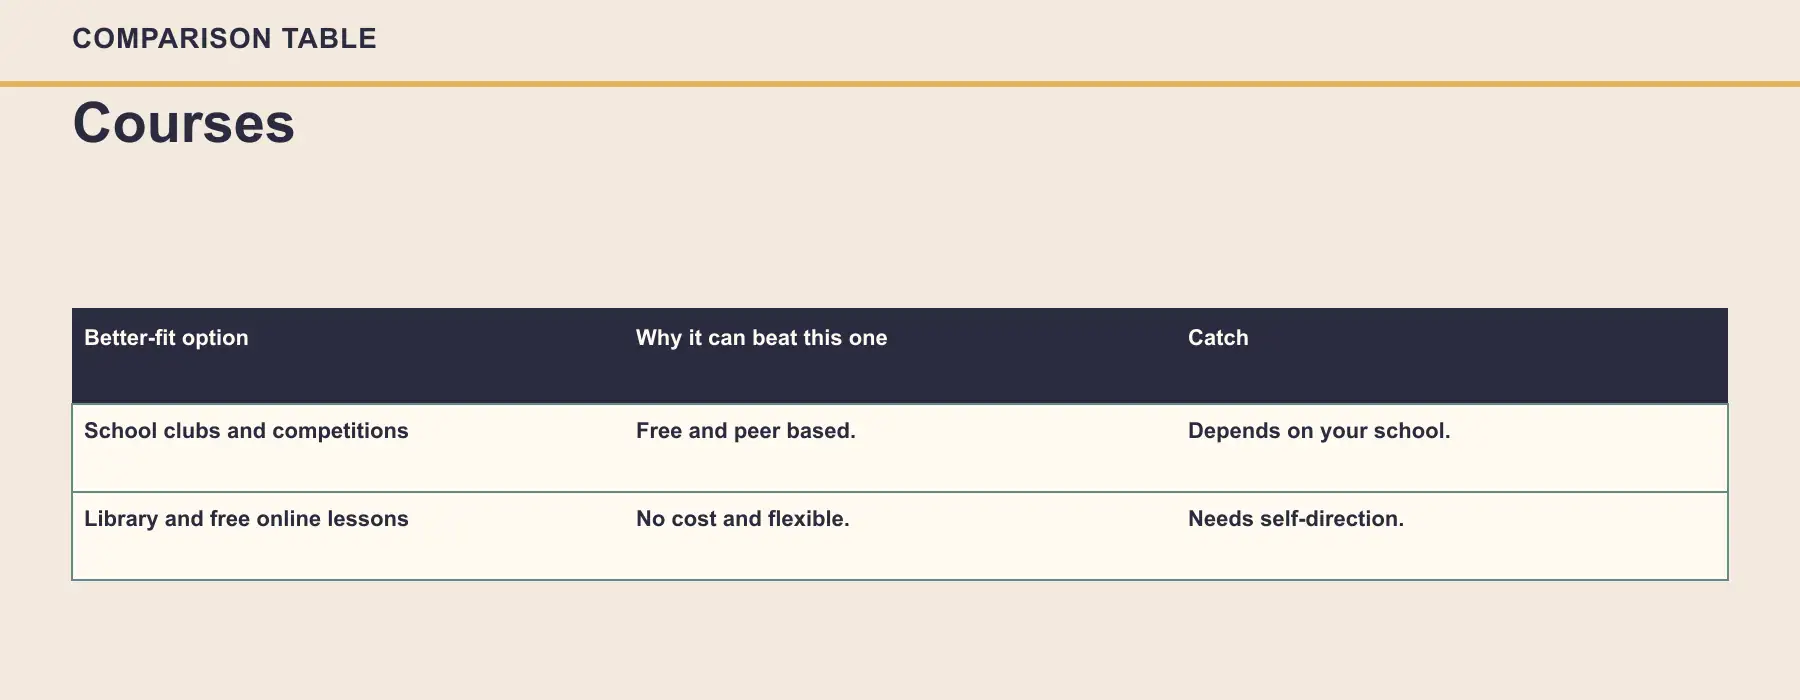 COMPARISON TABLE
Courses
Better-fit option Why it can beat this one Catch
School clubs and competitions Free and peer based. Depends on your school.
Library and free online lessons No cost and flexible. Needs self-direction.